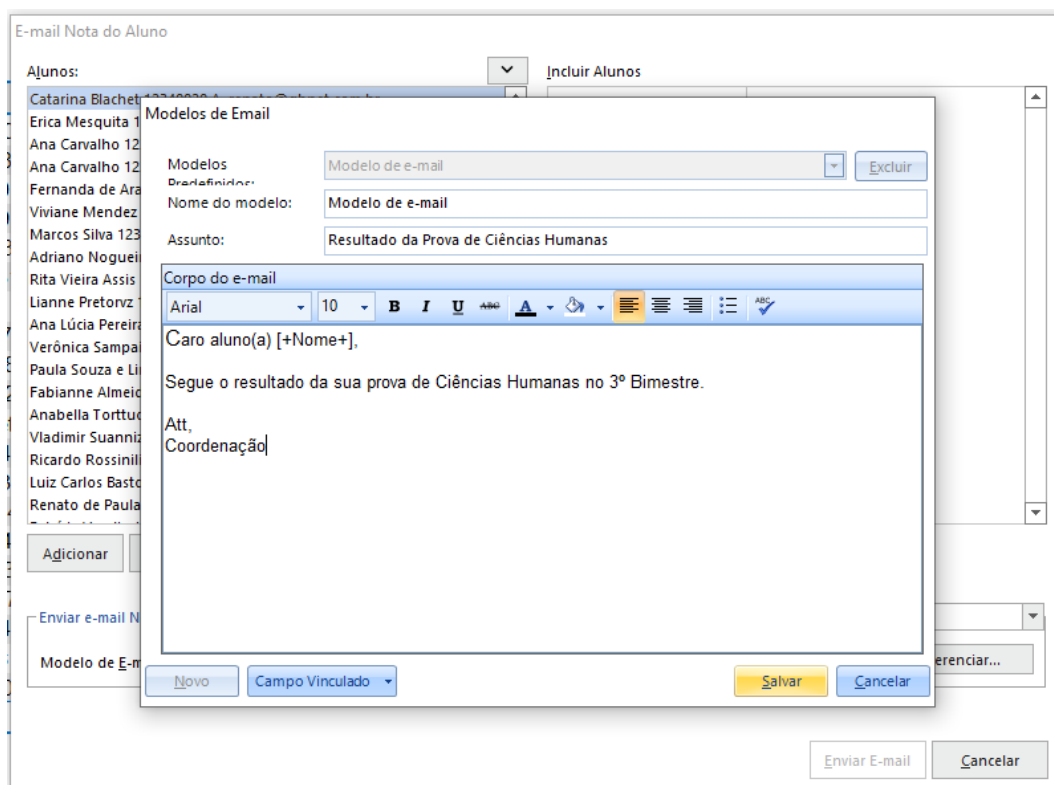 E-mail Nota do Aluno
Alunos:
Incluir Alunos
Catarina Blachet
Erica Mesquita 1
Ana Carvalho 12
Ana Carvalho 12
Fernanda de Ara
Viviane Mendez
Marcos Silva 123
Adriano Noguei
Rita Vieira Assis
Lianne Pretorvz
Ana Lúcia Pereira
Verônica Sampai
Paula Souza e Li
Fabianne Almeid
Anabella Torttuc
Vladimir Suanniz
Ricardo Rossinili
Luiz Carlos Basto
Renato de Paula
Adicionar
Enviar e-mail N
Modelo de E-m
erenciar...
Enviar E-mail
Cancelar
Modelos de Email
Modelos
Predefinidos:
Modelo de e-mail
Excluir
Nome do modelo:
Modelo de e-mail
Assunto:
Resultado da Prova de Ciências Humanas
Corpo do e-mail
Arial 10 B I U ABC A ABC
Caro aluno(a) [+Nome+],
Segue o resultado da sua prova de Ciências Humanas no 3º Bimestre.
Att,
Coordenação
Novo
Campo Vinculado
Salvar
Cancelar